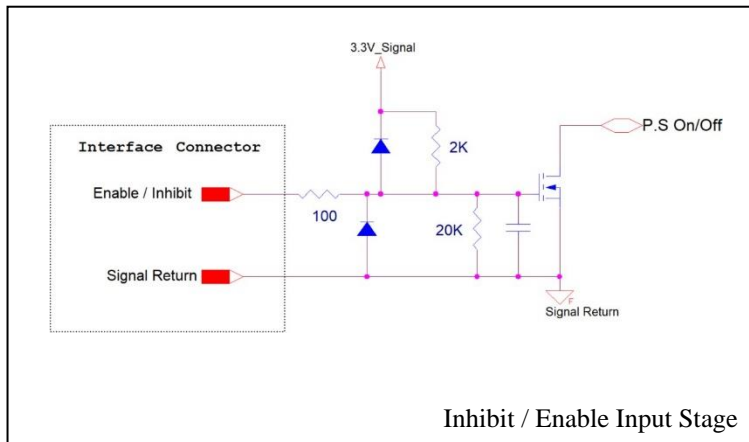 3.3V_Signal
P.S On/Off
Interface Connector
2K
Enable / Inhibit
100
20K
Signal Return
F
Signal Return
Inhibit / Enable Input Stage